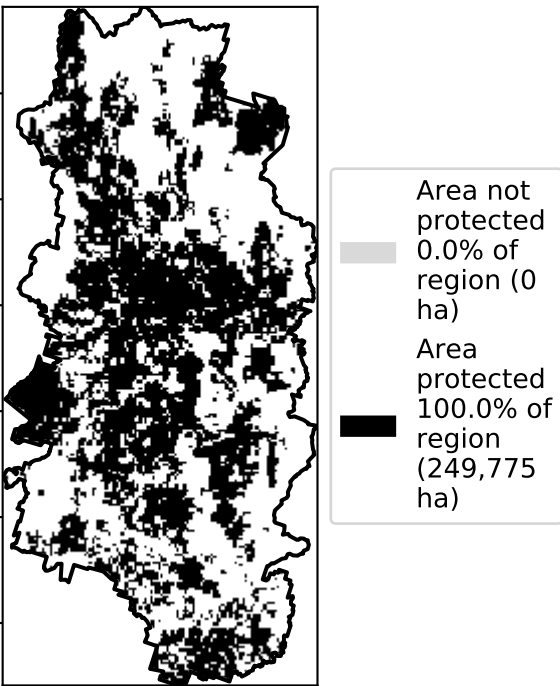 Area not
protected
0.0% of
region (0
ha)
Area
protected
100.0% of
region
(249,775
ha)